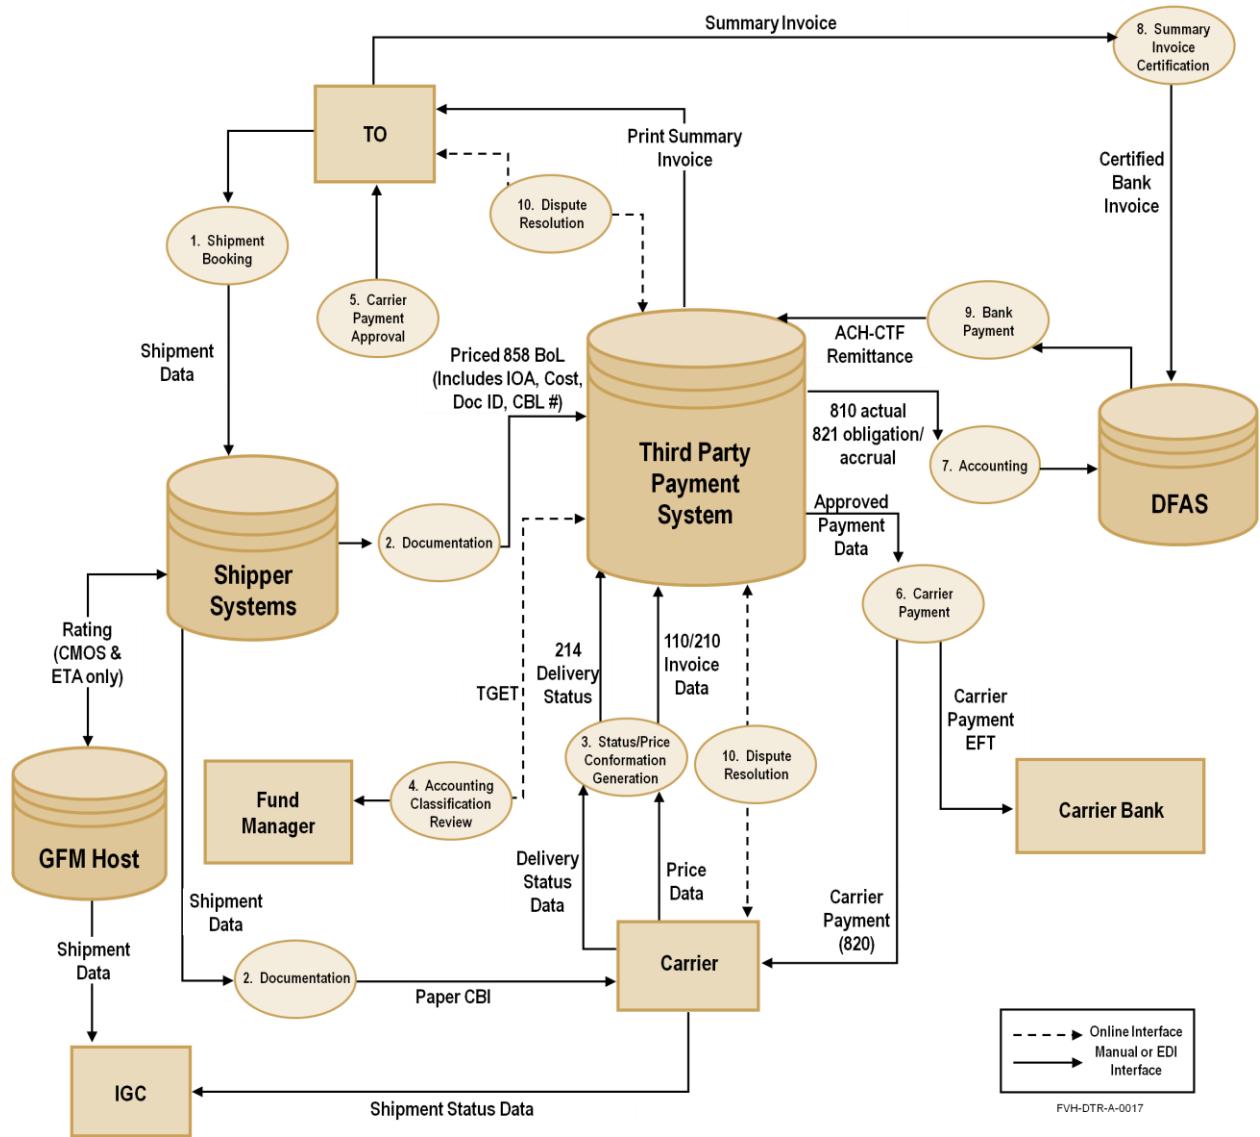 Summary Invoice
8. Summary
Invoice
Certification
TO
Print Summary
Invoice
10. Dispute
Resolution
Certified
Bank
Invoice
1. Shipment
Booking
5. Carrier
Payment
Approval
9. Bank
Payment
ACH-CTF
Remittance
Shipment
Data
Priced 858 BoL
(Includes IOA, Cost,
Doc ID, CBL #)
810 actual
821 obligation/
accrual
Third Party
Payment
System
7. Accounting
DFAS
Approved
Payment
Data
2. Documentation
Shipper
Systems
6. Carrier
Payment
Rating
(CMOS &
ETA only)
214
Delivery
Status
110/210
Invoice
Data
TGET
Carrier
Payment
EFT
3. Status/Price
Conformation
Generation
10. Dispute
Resolution
4. Accounting
Classification
Review
Fund
Manager
Carrier Bank
GFM Host
Delivery
Status
Data
Price
Data
Shipment
Data
Carrier
Payment
(820)
Shipment
Data
Carrier
2. Documentation
Paper CBI
IGC
Shipment Status Data
Online Interface
Manual or EDI
Interface
FVH-DTR-A-0017